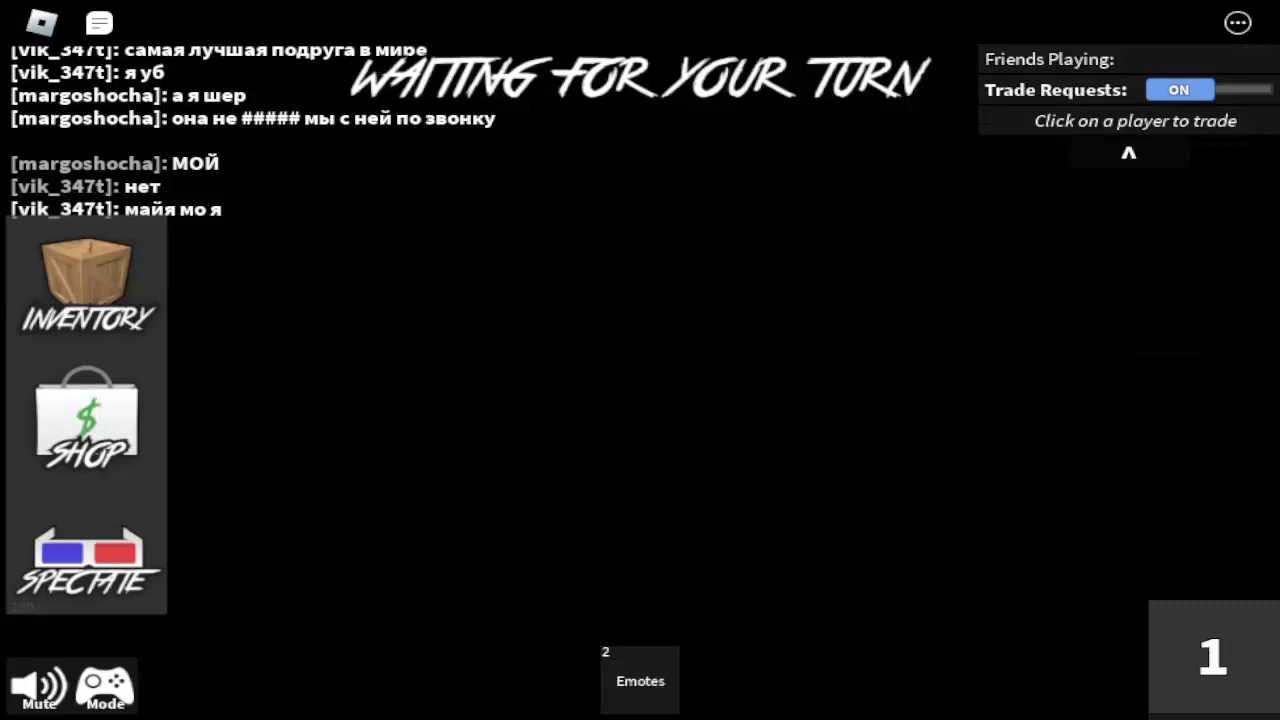 [vik_347t]: самая лучшая подруга в мире
[vik_347t]: я уб
[margoshocha]: а я шер
[margoshocha]: она не ##### мы с ней по звонку
[margoshocha]: МОЙ
[vik_347t]: нет
[vik_347t]: майя мо я
WAITING FOR YOUR TURN
Friends Playing:
Trade Requests: ON
Click on a player to trade
^
INVENTORY
$
SHOP
SPECTATE
Mute
Mode
2
Emotes
1